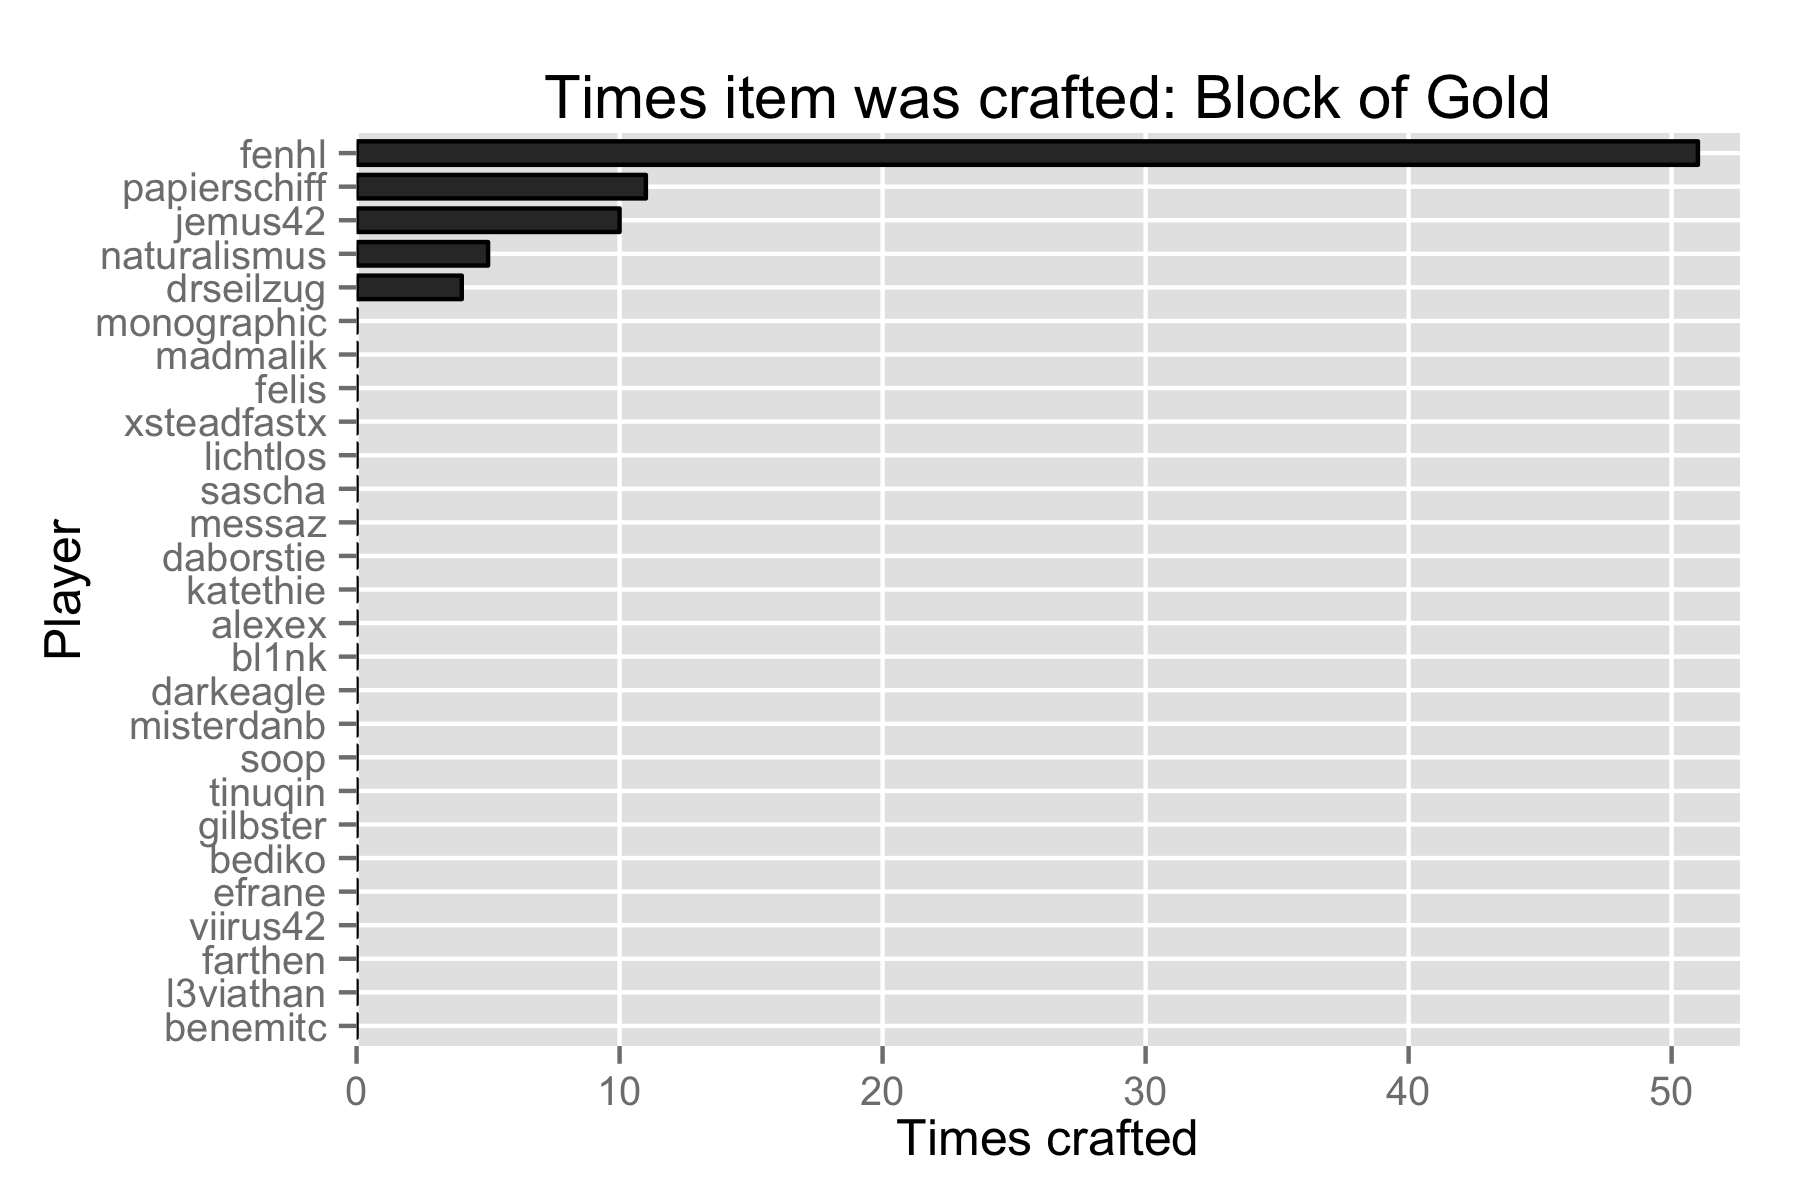 Times item was crafted: Block of Gold
fenhl
papierschiff
jemus42
naturalismus
drseilzug
monographic
madmalik
felis
xsteadfastx
lichtlos
sascha
messaz
daborstie
katethie
alexex
bl1nk
darkeagle
misterdanb
soop
tinuqin
gilbster
bediko
efrane
viirus42
farthen
l3viathan
benemitc
Player
0 10 20 30 40 50
Times crafted